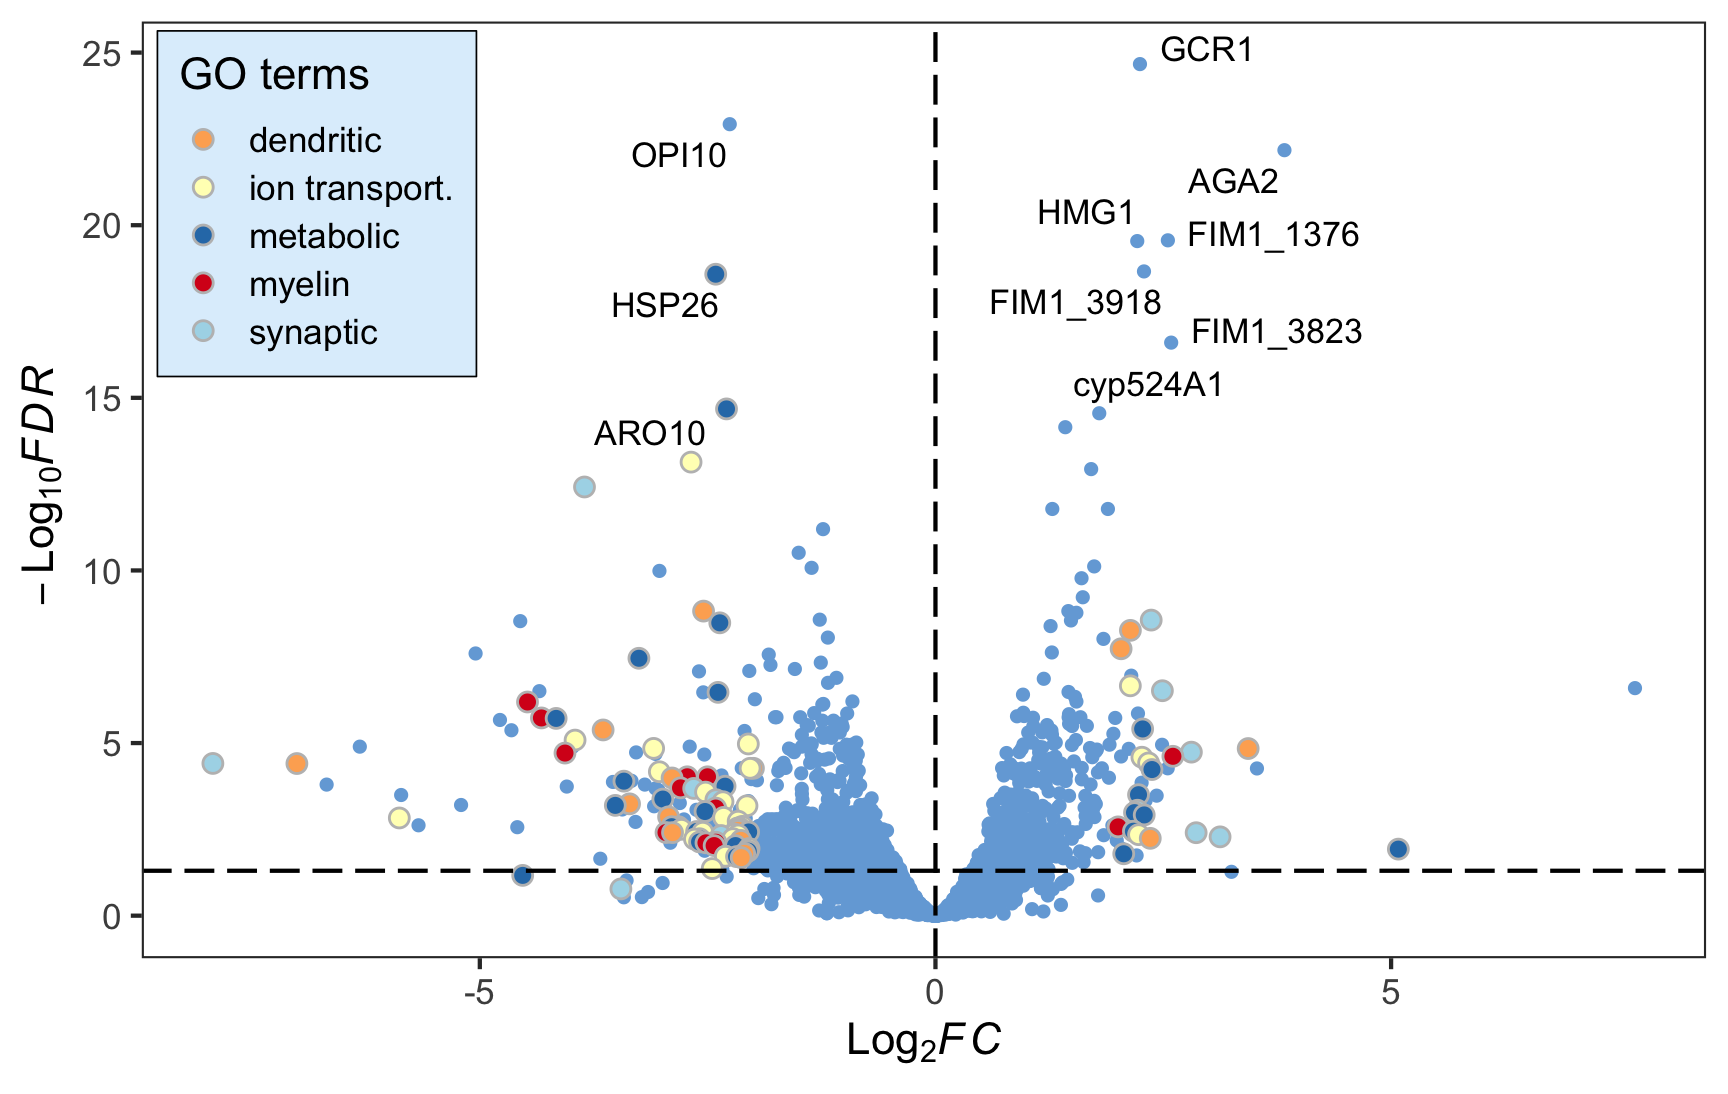 GO terms
dendritic
ion transport.
metabolic
myelin
synaptic
GCR1
OPI10
AGA2
HMG1
FIM1_1376
HSP26
FIM1_3918
FIM1_3823
cyp524A1
ARO10
25
20
15
10
5
0
−Log10FDR
-5
0
5
Log2FC